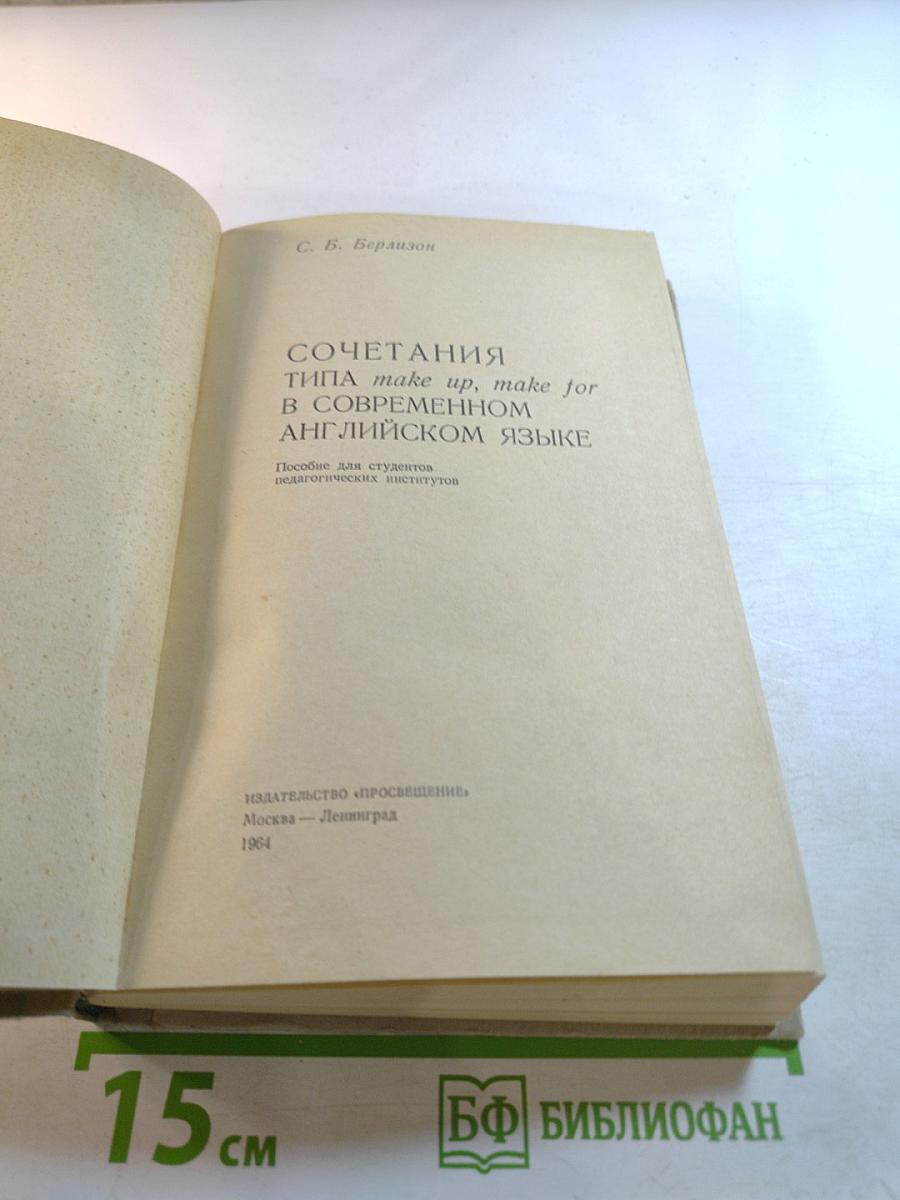 С. Б. Берлизон
СОЧЕТАНИЯ
ТИПА make up, make for
В СОВРЕМЕННОМ
АНГЛИЙСКОМ ЯЗЫКЕ
Пособие для студентов
педагогических институтов
ИЗДАТЕЛЬСТВО «ПРОСВЕЩЕНИЕ»
Москва — Ленинград
1964
15 см
БФ БИБЛИОФАН